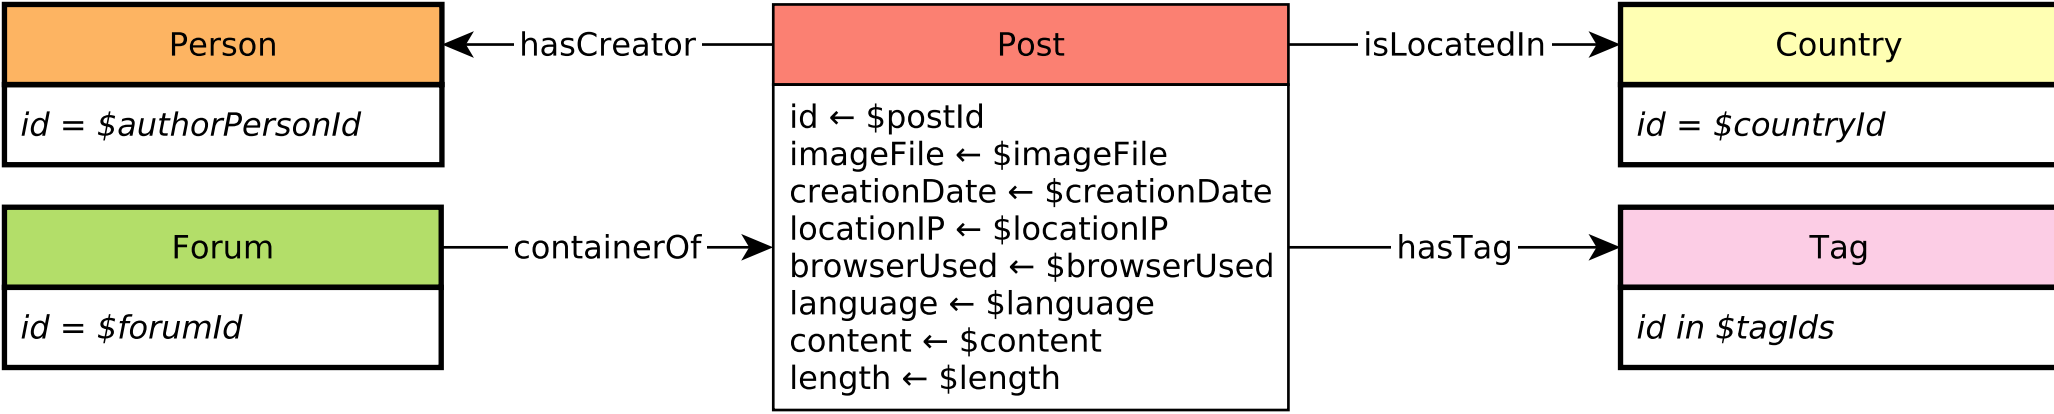 Person
id = $authorPersonId
hasCreator
Forum
id = $forumId
containerOf
Post
id ← $postId
imageFile ← $imageFile
creationDate ← $creationDate
locationIP ← $locationIP
browserUsed ← $browserUsed
language ← $language
content ← $content
length ← $length
isLocatedIn
Country
id = $countryId
hasTag
Tag
id in $tagIds